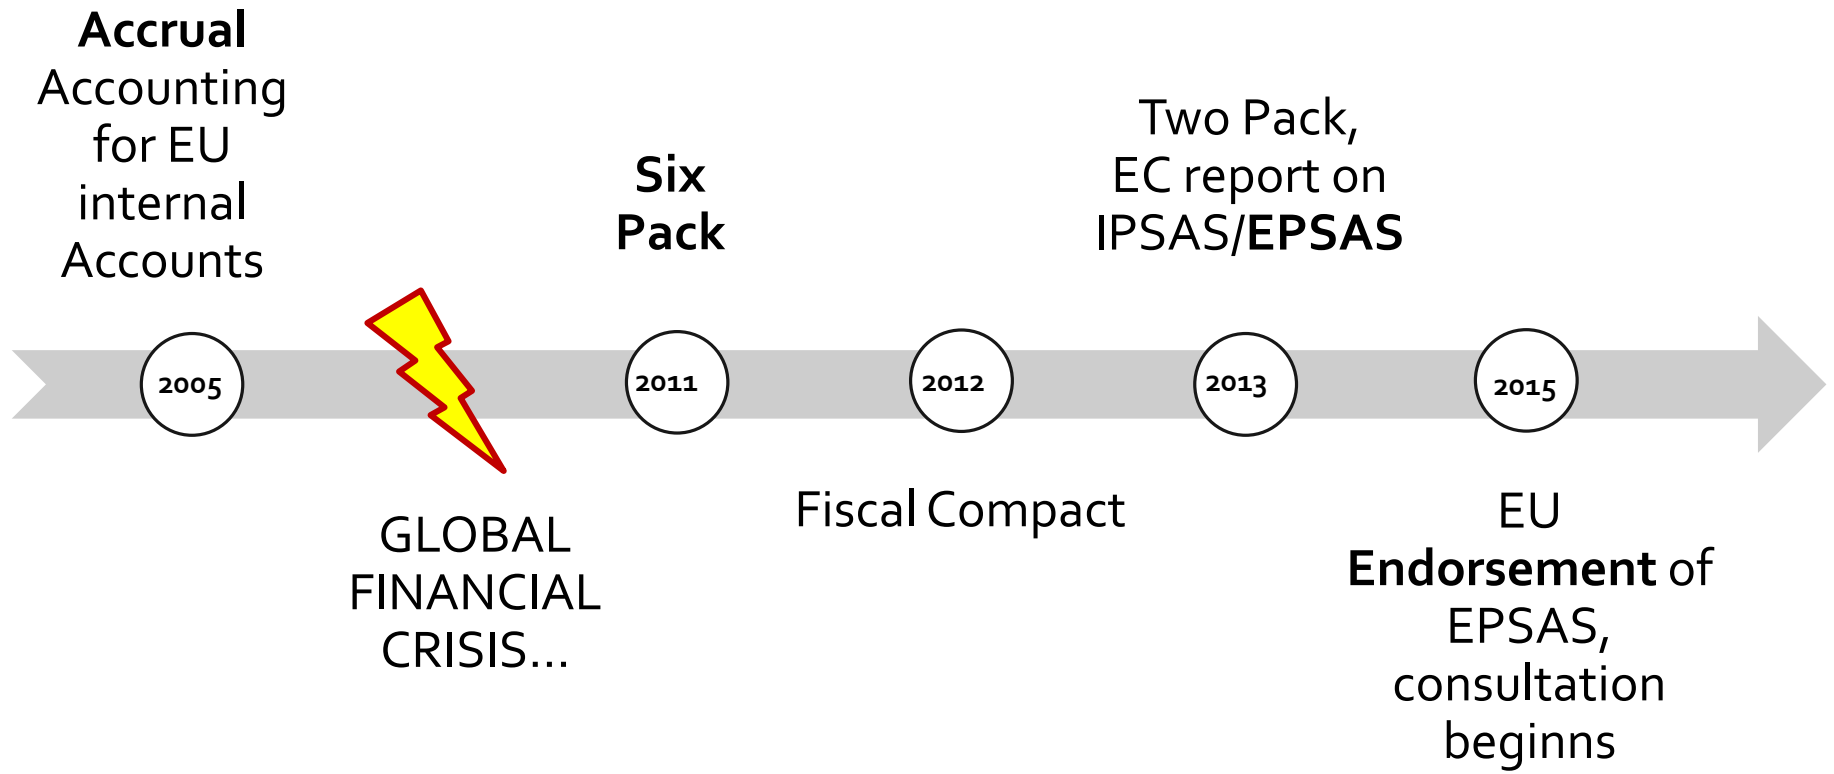 Accrual
Accounting
for EU
internal
Accounts
Six
Pack
Two Pack,
EC report on
IPSAS/EPSAS
2005
2011
2012
2013
2015
GLOBAL
FINANCIAL
CRISIS...
Fiscal Compact
EU
Endorsement of
EPSAS,
consultation
beginns